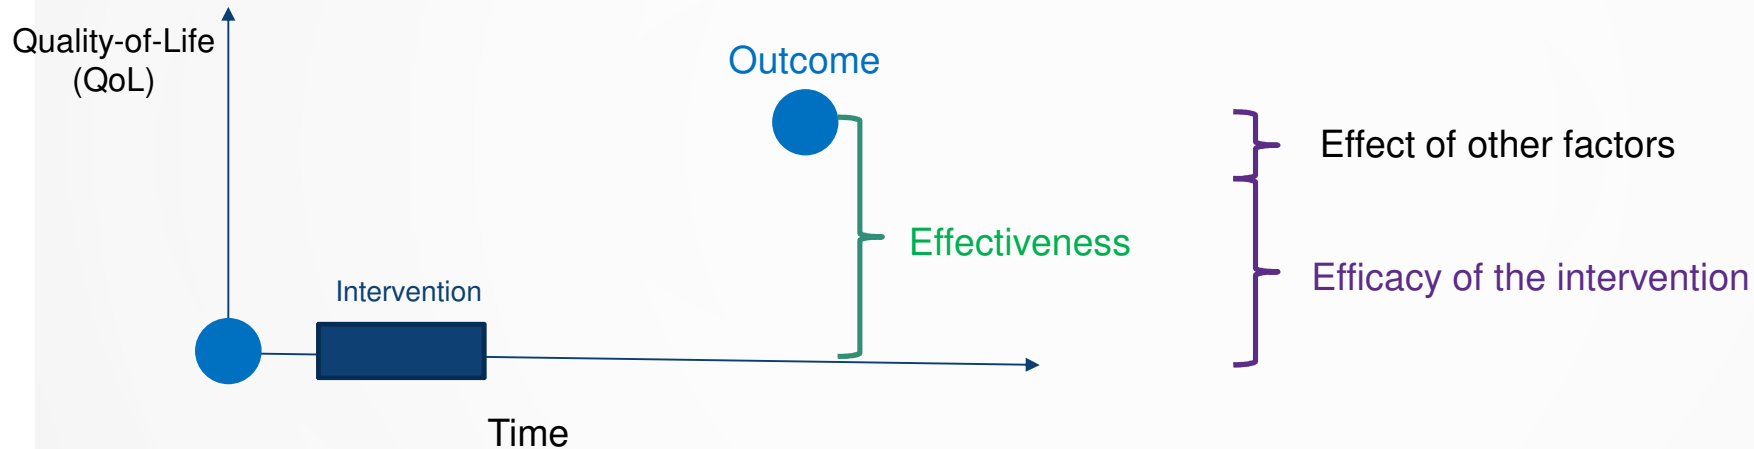 Quality-of-Life
(QoL)
Outcome
Effect of other factors
Effectiveness
Efficacy of the intervention
Intervention
Time